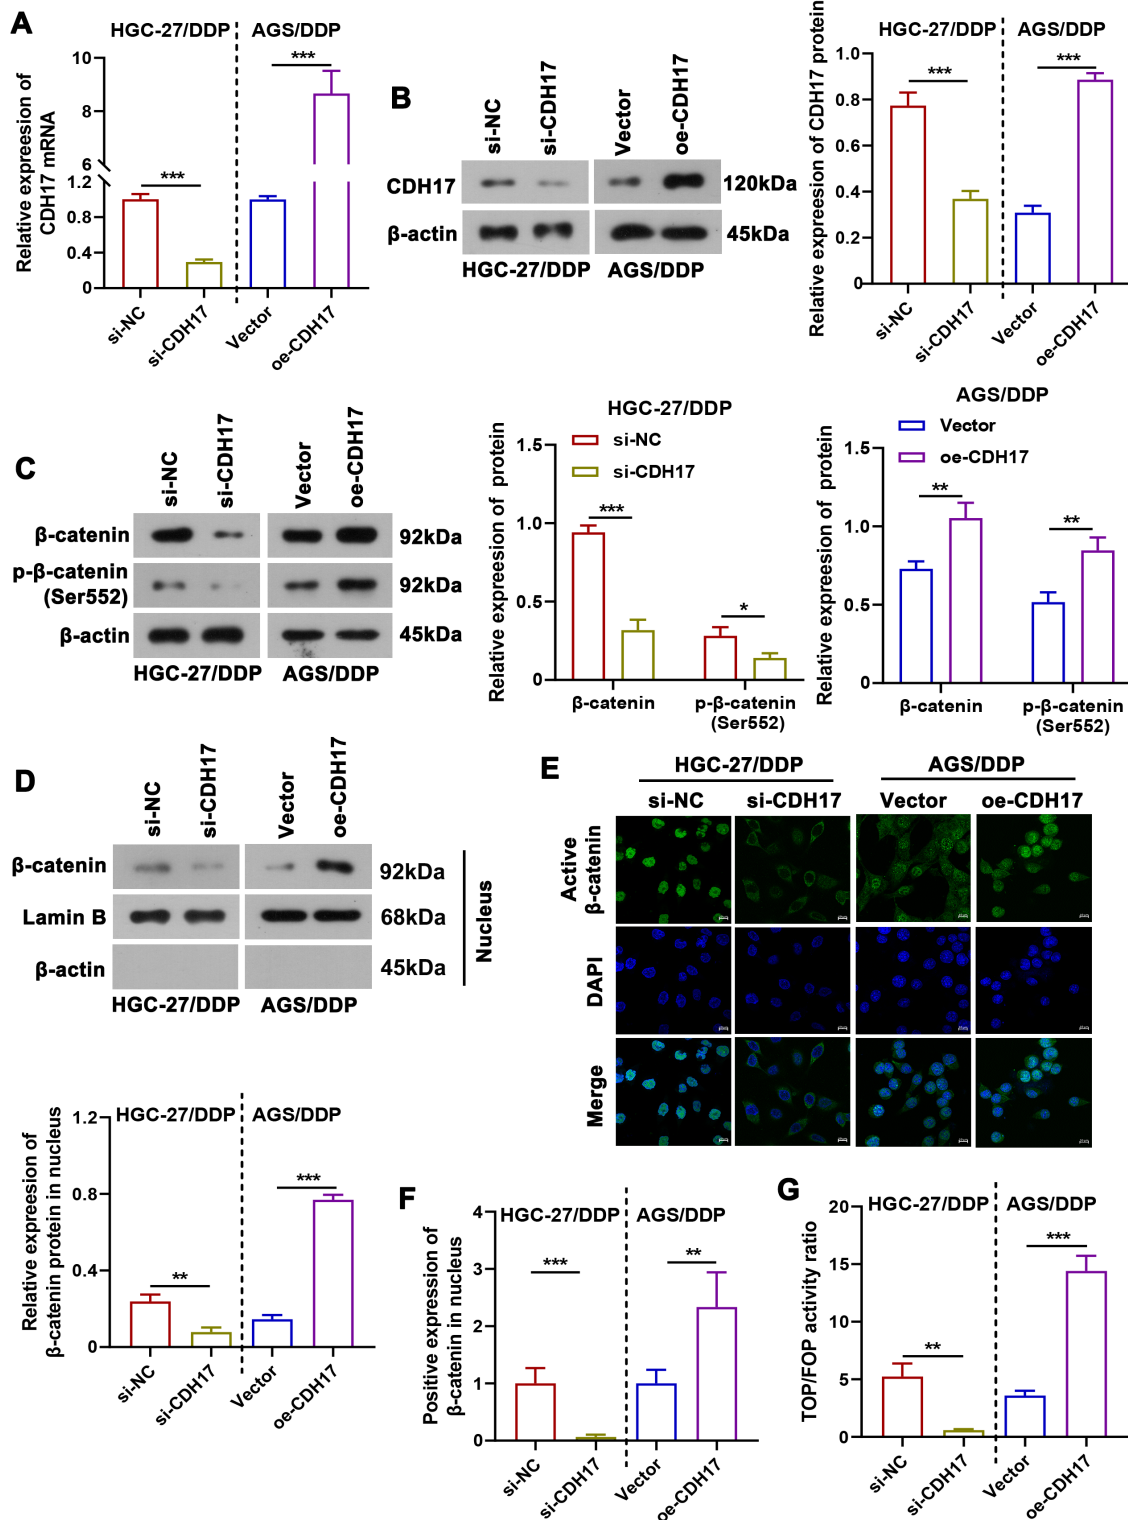 A
HGC-27/DDP
AGS/DDP
Relative expreesion of
CDH17 mRNA
10
8
6
1.2
0.8
0.4
0
***
***
si-NC
si-CDH17
Vector
oe-CDH17
B
si-NC
si-CDH17
Vector
oe-CDH17
CDH17
120kDa
β-actin
45kDa
HGC-27/DDP
AGS/DDP
HGC-27/DDP
AGS/DDP
Relative expreesion of CDH17 protein
1.0
0.8
0.6
0.4
0.2
0
***
***
si-NC
si-CDH17
Vector
oe-CDH17
C
si-NC
si-CDH17
Vector
oe-CDH17
β-catenin
92kDa
p-β-catenin
(Ser552)
92kDa
β-actin
45kDa
HGC-27/DDP
AGS/DDP
HGC-27/DDP
si-NC
si-CDH17
Relative expreesion of protein
1.5
1.0
0.5
0
***
*
β-catenin
p-β-catenin
(Ser552)
AGS/DDP
Vector
oe-CDH17
Relative expreesion of protein
1.5
1.0
0.5
0
**
**
β-catenin
p-β-catenin
(Ser552)
D
si-NC
si-CDH17
Vector
oe-CDH17
β-catenin
92kDa
Lamin B
68kDa
β-actin
45kDa
Nucleus
HGC-27/DDP
AGS/DDP
HGC-27/DDP
AGS/DDP
Relative expreesion of
β-catenin protein in nucleus
1.2
0.8
0.4
0
**
***
si-NC
si-CDH17
Vector
oe-CDH17
E
HGC-27/DDP
AGS/DDP
si-NC
si-CDH17
Vector
oe-CDH17
Active
β-catenin
DAPI
Merge
F
HGC-27/DDP
AGS/DDP
Positive expression of
β-catenin in nucleus
4
3
2
1
0
***
**
si-NC
si-CDH17
Vector
oe-CDH17
G
HGC-27/DDP
AGS/DDP
TOP/FOP activity ratio
20
15
10
5
0
**
***
si-NC
si-CDH17
Vector
oe-CDH17